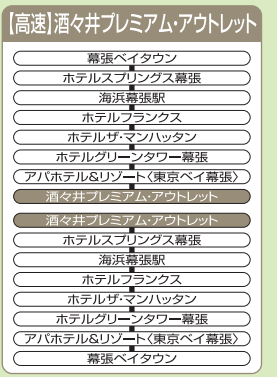 【高速】酒々井プレミアム・アウトレット
幕張ベイタウン
ホテルスプリングス幕張
海浜幕張駅
ホテルフランクス
ホテルザ・マンハッタン
ホテルグリーンタワー幕張
アパホテル&リゾート〈東京ベイ幕張〉
酒々井プレミアム・アウトレット
酒々井プレミアム・アウトレット
ホテルスプリングス幕張
海浜幕張駅
ホテルフランクス
ホテルザ・マンハッタン
ホテルグリーンタワー幕張
アパホテル&リゾート〈東京ベイ幕張〉
幕張ベイタウン